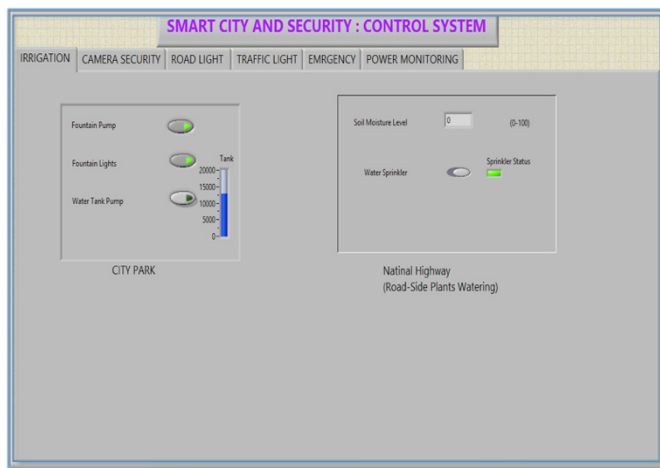 SMART CITY AND SECURITY : CONTROL SYSTEM
IRRIGATION CAMERA SECURITY ROAD LIGHT TRAFFIC LIGHT EMRGENCY POWER MONITORING
Fountain Pump
Fountain Lights
Tank
20000
15000
Water Tank Pump
10000
5000
0
CITY PARK
Soil Moisture Level 0 (0-100)
Water Sprinkler
Sprinkler Status
Natinal Highway
(Road-Side Plants Watering)